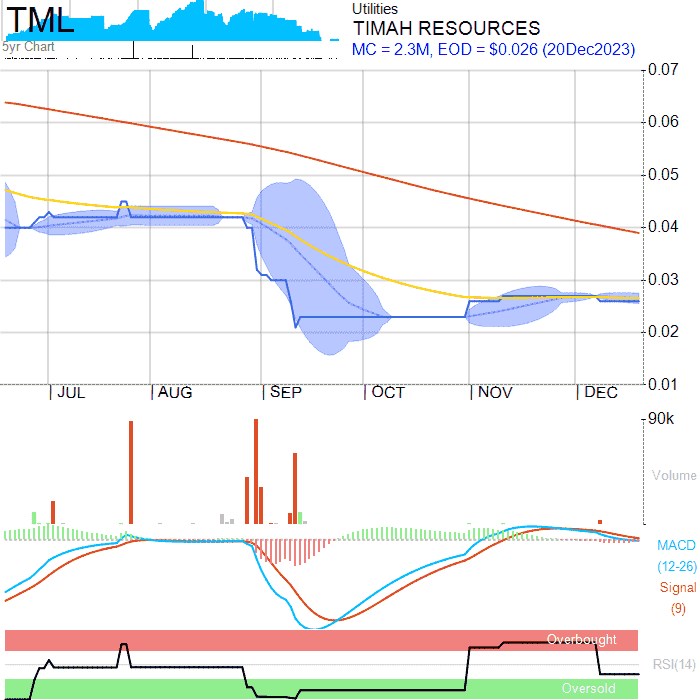 TML
Utilities
TIMAH RESOURCES
MC = 2.3M, EOD = $0.026 (20Dec2023)
5yr Chart
0.07
0.06
0.05
0.04
0.03
0.02
0.01
JUL AUG SEP OCT NOV DEC
90k
Volume
MACD
(12-26)
Signal
(9)
Overbought
RSI(14)
Oversold